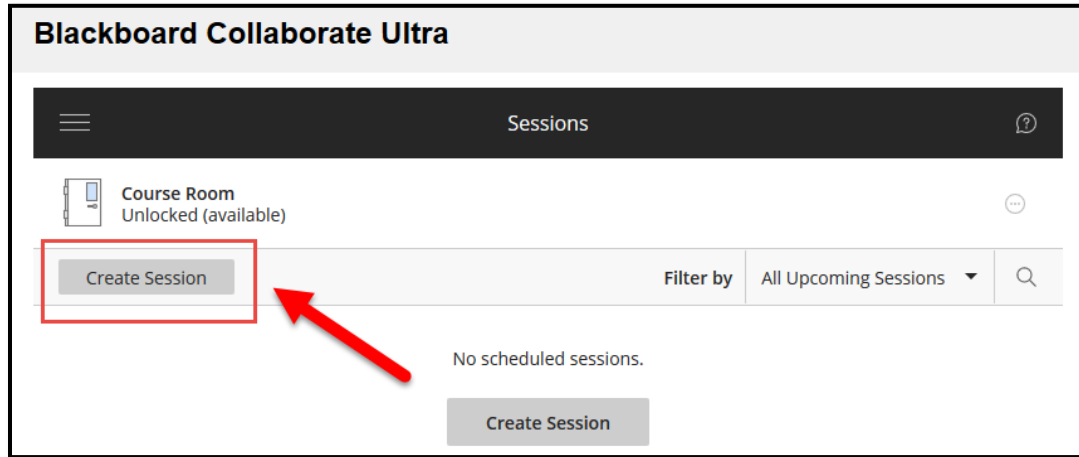 Blackboard Collaborate Ultra
Sessions
Course Room
Unlocked (available)
Create Session
Filter by
All Upcoming Sessions
No scheduled sessions.
Create Session